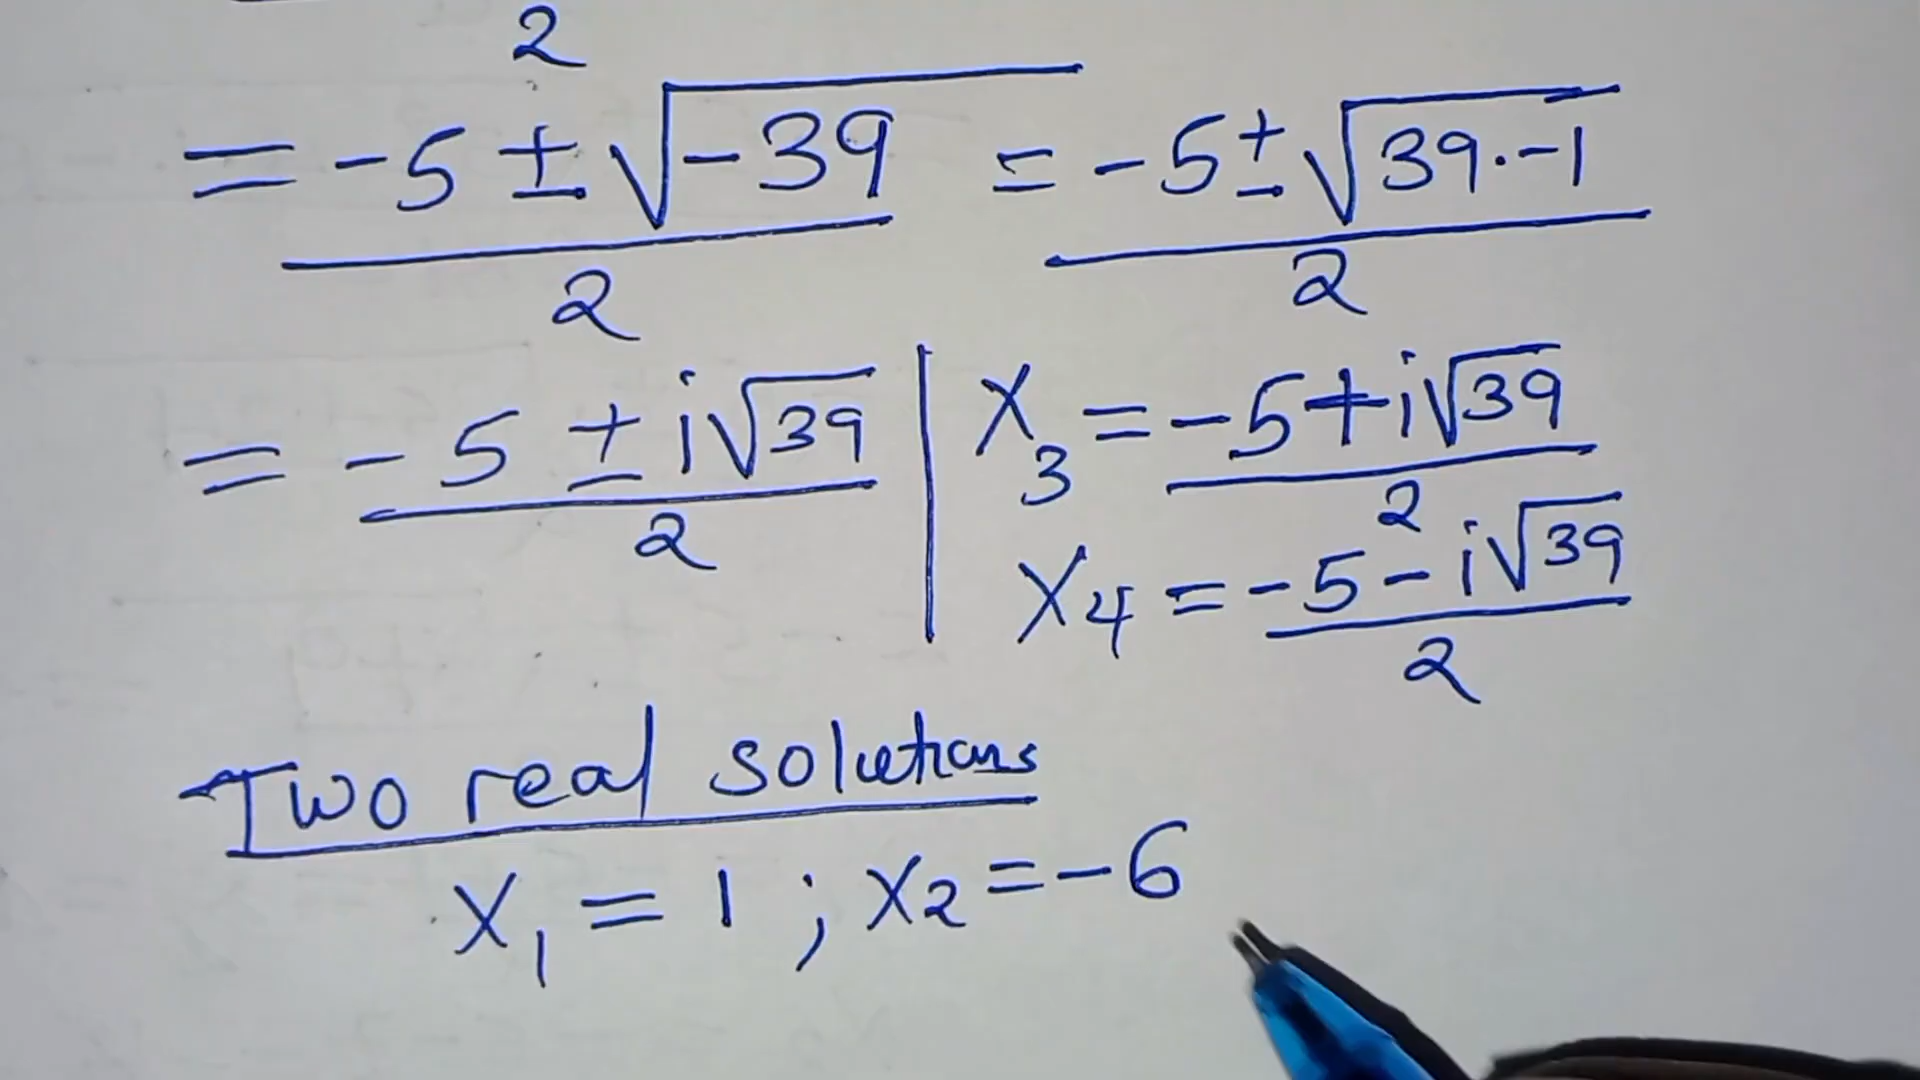 2
= (-5 ± √-39)/2 = (-5 ± √39·-1)/2
= (-5 ± i√39)/2 | X₃ = (-5+i√39)/2
X₄ = (-5 - i√39)/2
Two real solutions
X₁ = 1 ; X₂ = -6